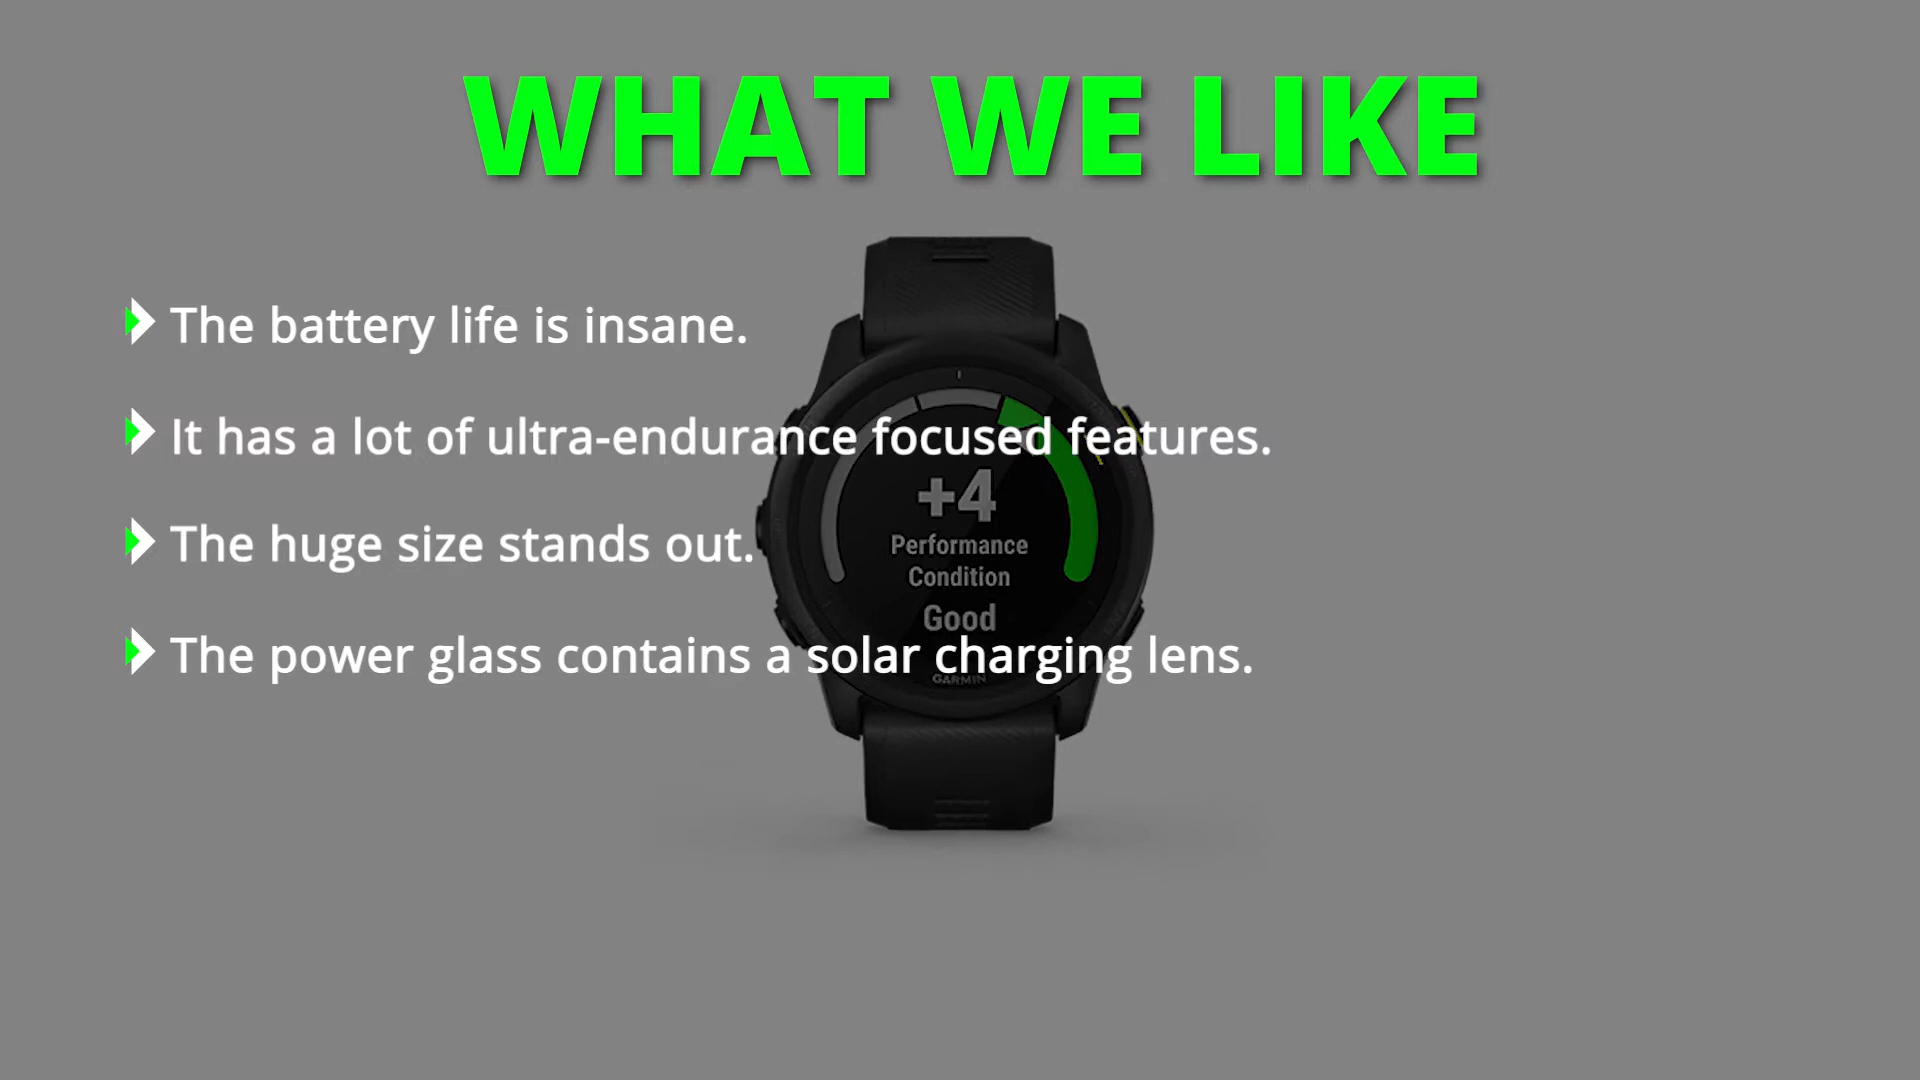 WHAT WE LIKE
The battery life is insane.
It has a lot of ultra-endurance focused features.
+4
The huge size stands out.
Performance
Condition
Good
The power glass contains a solar charging lens.
GARMIN